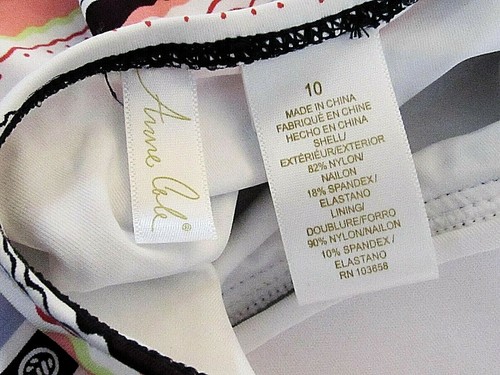 Anne Cole®
10
MADE IN CHINA
FABRIQUÉ EN CHINE
HECHO EN CHINA
SHELL/
EXTÉRIEUR/EXTERIOR
82% NYLON/
NAILON
18% SPANDEX/
ELASTANO
LINING/
DOUBLURE/FORRO
90% NYLON/NAILON
10% SPANDEX/
ELASTANO
RN 103658